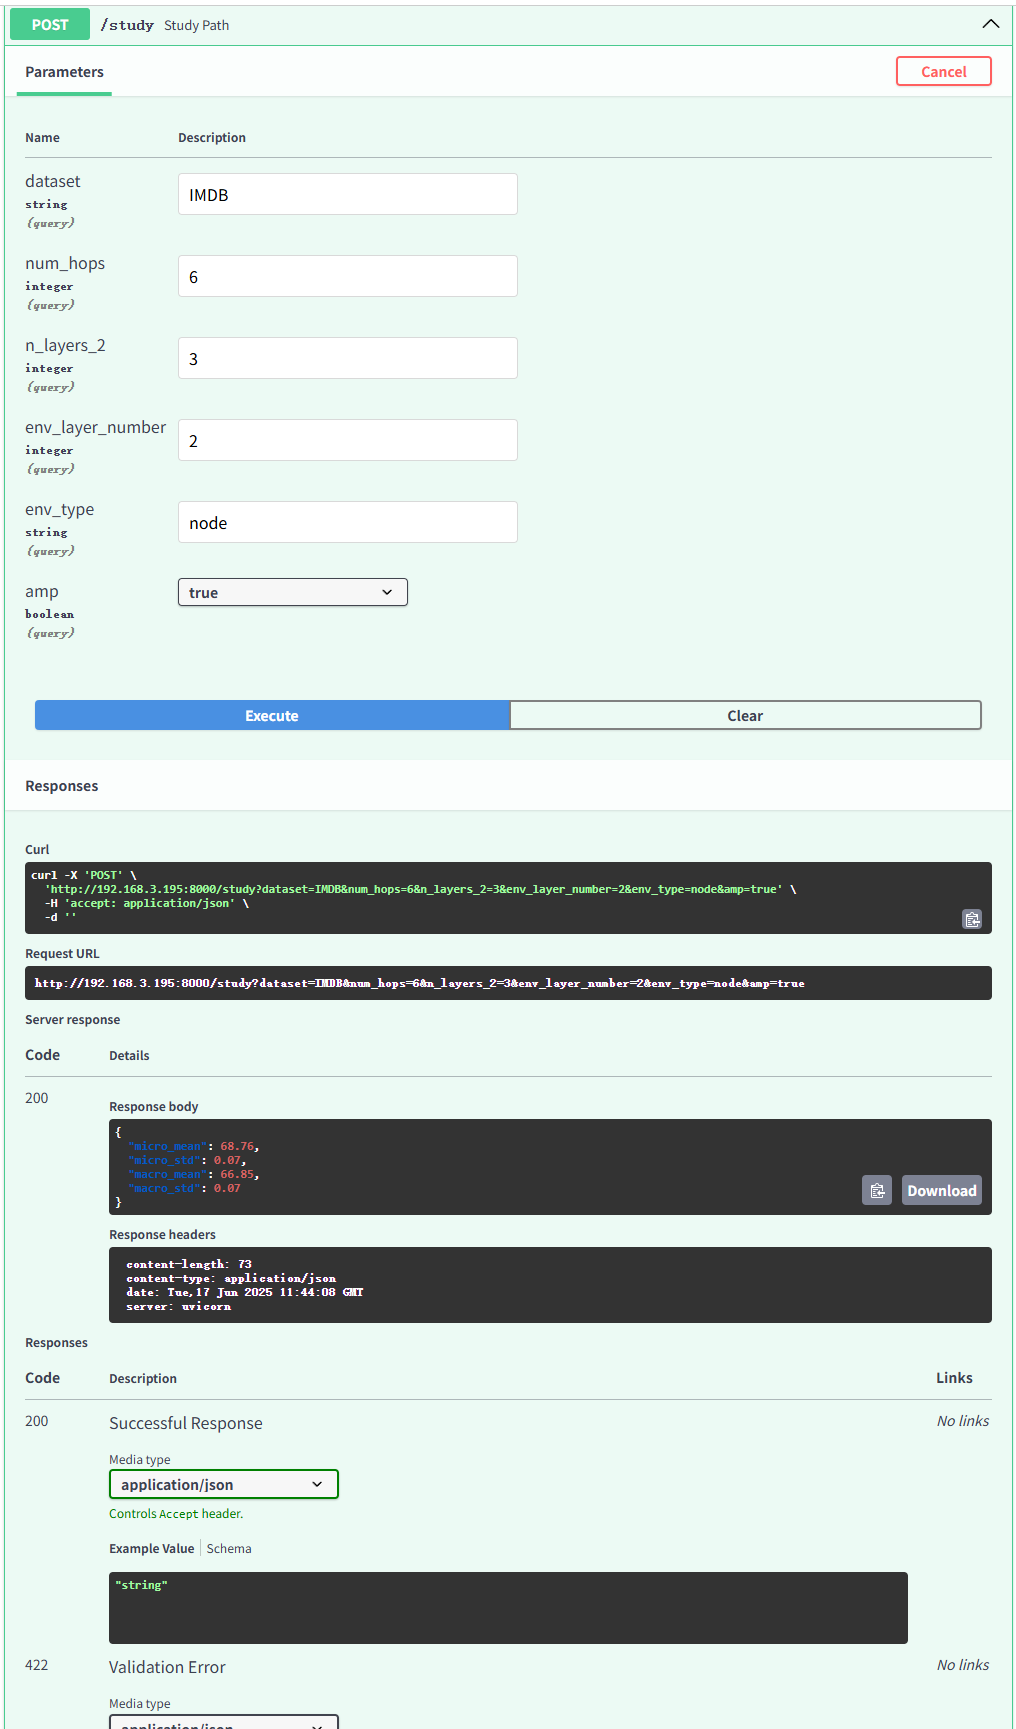 POST /study Study Path
Parameters
Cancel
Name Description
dataset
string
(query)
IMDB
num_hops
integer
(query)
6
n_layers_2
integer
(query)
3
env_layer_number
integer
(query)
2
env_type
string
(query)
node
amp
boolean
(query)
true
Execute Clear
Responses
Curl
curl -X 'POST' \
'http://192.168.3.195:8000/study?dataset=IMDB&num_hops=6&n_layers_2=3&env_layer_number=2&env_type=node&amp=true' \
-H 'accept: application/json' \
-d ''
Request URL
http://192.168.3.195:8000/study?dataset=IMDB&num_hops=6&n_layers_2=3&env_layer_number=2&env_type=node&amp=true
Server response
Code Details
200
Response body
{
"micro_mean": 68.76,
"micro_std": 0.07,
"macro_mean": 66.85,
"macro_std": 0.07
}
Download
Response headers
content-length: 73
content-type: application/json
date: Tue,17 Jun 2025 11:44:08 GMT
server: uvicorn
Responses
Code Description Links
200 Successful Response No links
Media type
application/json
Controls Accept header.
Example Value Schema
"string"
422 Validation Error No links
Media type
application/json